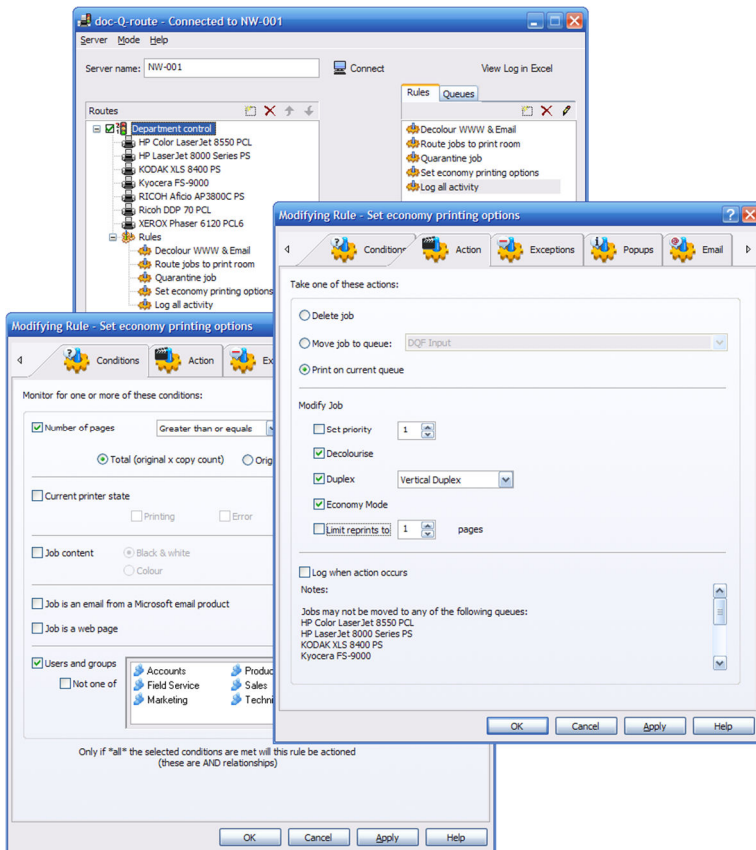 doc-Q-route - Connected to NW-001
Server Mode Help
Server name: NW-001 Connect View Log in Excel
Rules Queues
Routes
Department control
HP Color LaserJet 8550 PCL
HP LaserJet 8000 Series PS
KODAK XLS 8400 PS
Kyocera FS-9000
RICOH Aficio AP3800C PS
Ricoh DDP 70 PCL
XEROX Phaser 6120 PCL6
Rules
Decolour WWW & Email
Route jobs to print room
Quarantine job
Set economy printing options
Log all activity
Decolour WWW & Email
Route jobs to print room
Quarantine job
Set economy printing options
Log all activity
Modifying Rule - Set economy printing options
Conditions Action Exceptions Popups Email
Take one of these actions:
Delete job
Move job to queue: DQF Input
Print on current queue
Modify Job
Set priority 1
Decolourise
Duplex Vertical Duplex
Economy Mode
Limit reprints to 1 pages
Log when action occurs
Notes:
Jobs may not be moved to any of the following queues:
HP Color LaserJet 8550 PCL
HP LaserJet 8000 Series PS
KODAK XLS 8400 PS
Kyocera FS-9000
OK Cancel Apply Help
Modifying Rule - Set economy printing options
Conditions Action Ex
Monitor for one or more of these conditions:
Number of pages Greater than or equals
Total (original x copy count) Orig
Current printer state
Printing Error
Job content Black & white
Colour
Job is an email from a Microsoft email product
Job is a web page
Users and groups
Not one of
Accounts Produc
Field Service Sales
Marketing Techni
Only if *all* the selected conditions are met will this rule be actioned
(these are AND relationships)
OK Cancel Apply Help